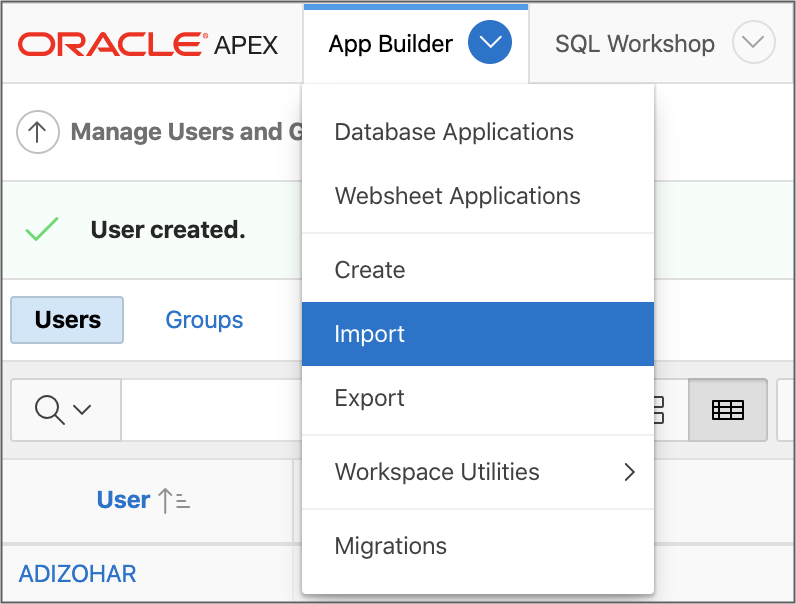 ORACLE® APEX App Builder SQL Workshop
Manage Users and G
Database Applications
Websheet Applications
User created.
Create
Users Groups
Import
Export
Workspace Utilities
User
Migrations
ADIZOHAR